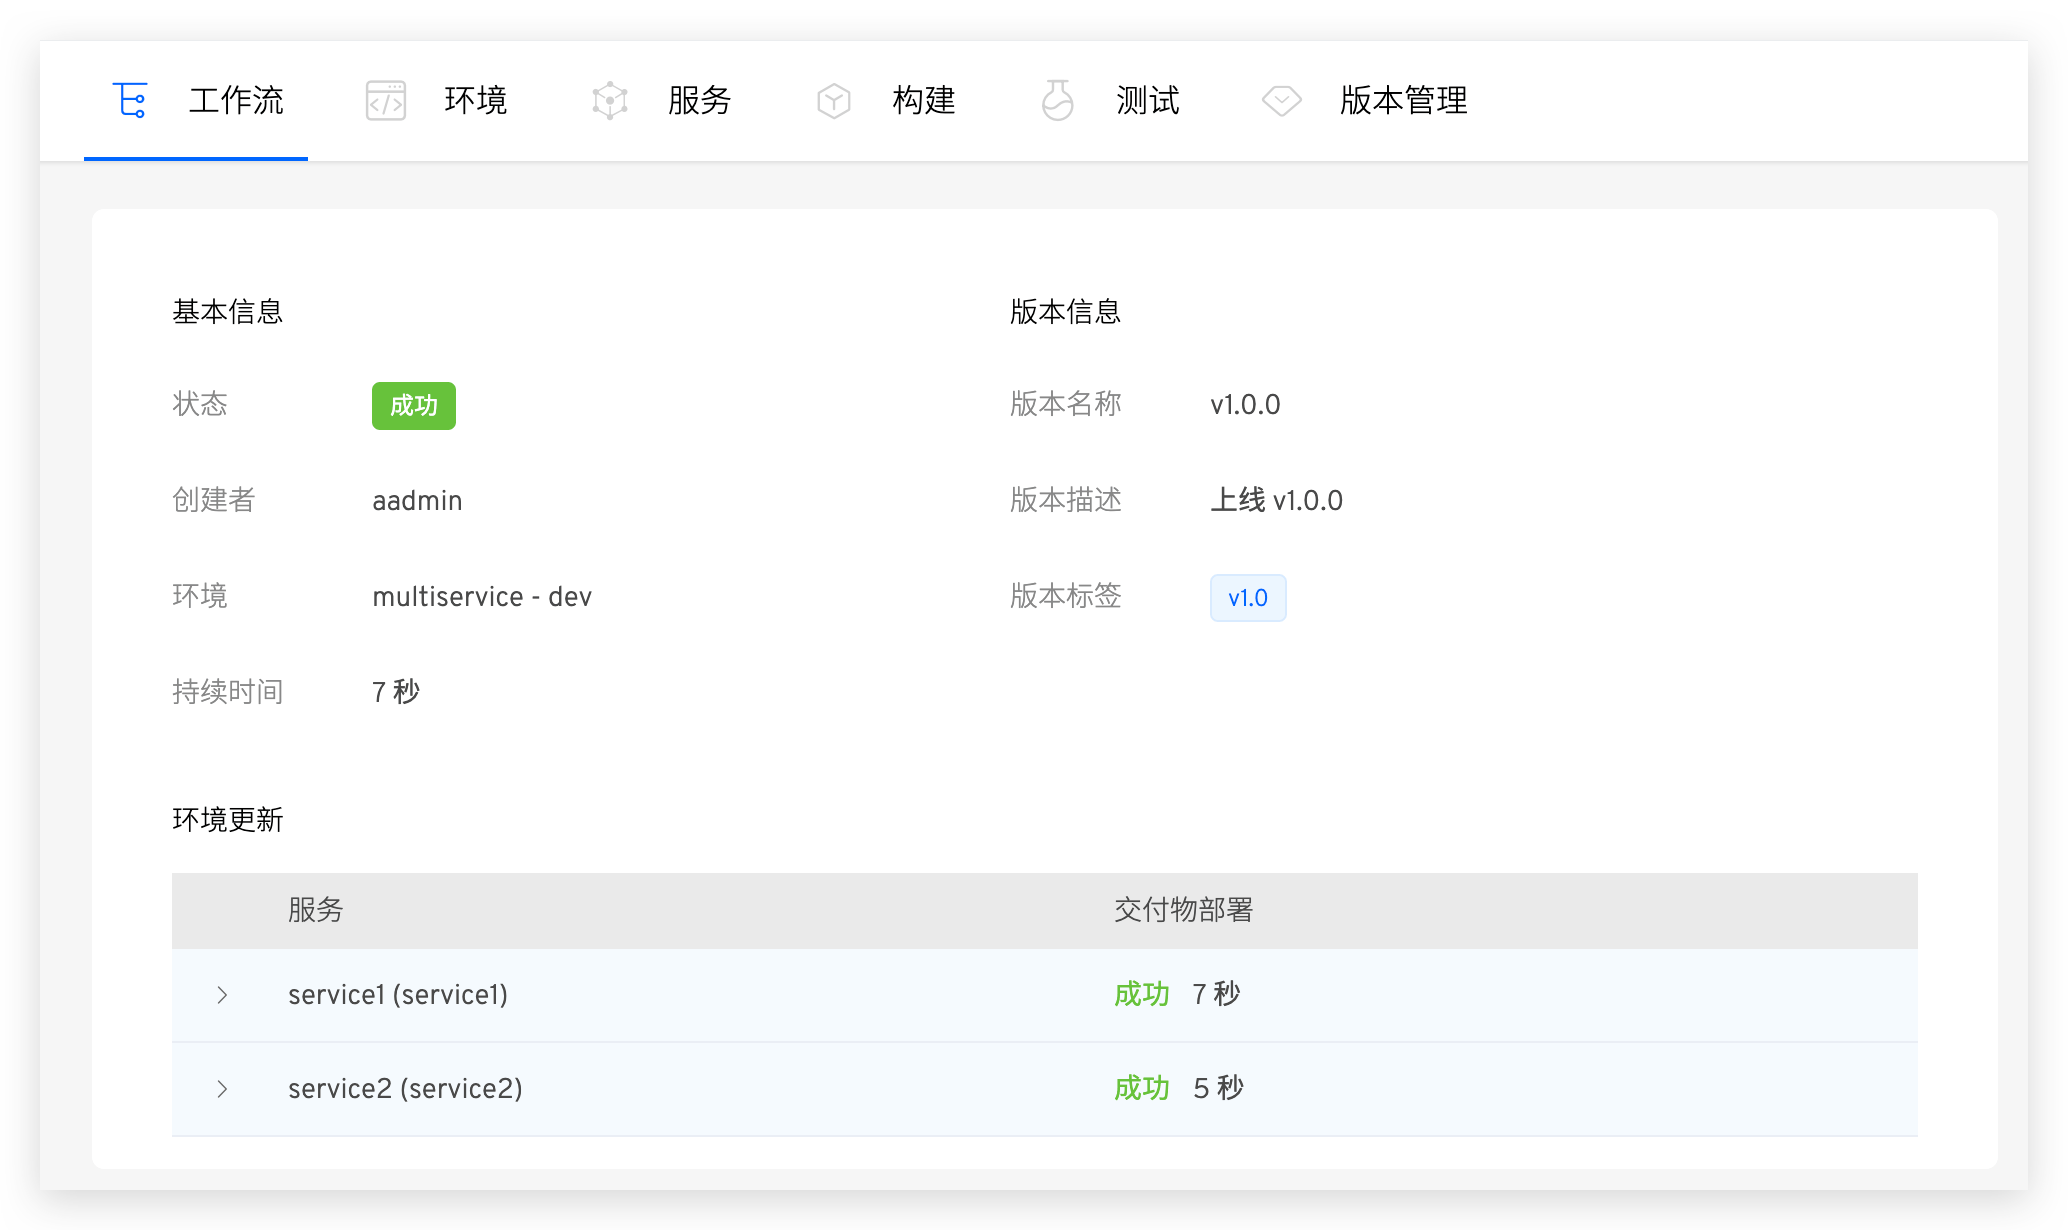 工作流 环境 服务 构建 测试 版本管理
基本信息
状态 成功
创建者 aadmin
环境 multiservice - dev
持续时间 7 秒
版本信息
版本名称 v1.0.0
版本描述 上线 v1.0.0
版本标签 v1.0
环境更新
服务 交付物部署
service1 (service1) 成功 7 秒
service2 (service2) 成功 5 秒